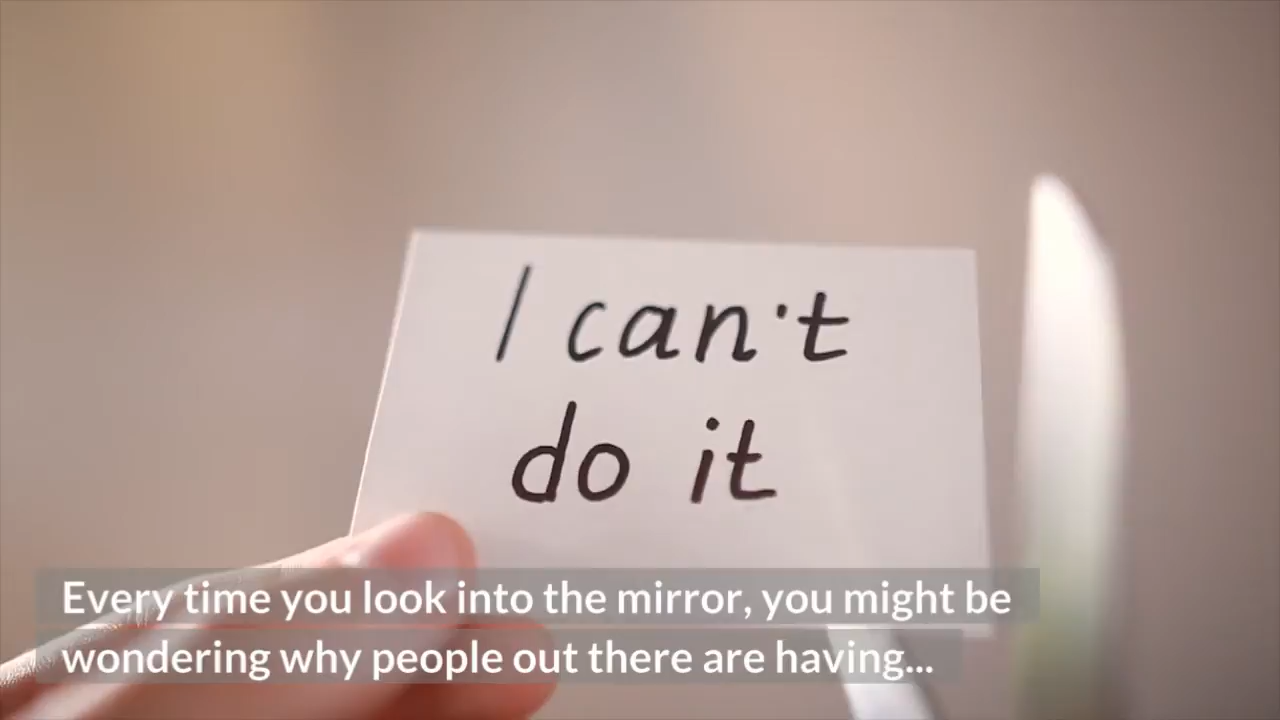 I can't
do it
Every time you look into the mirror, you might be
wondering why people out there are having...